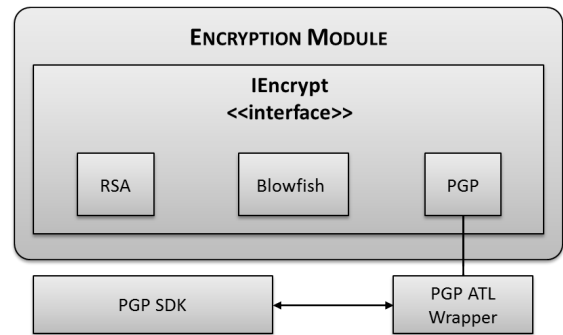 ENCRYPTION MODULE
IEncrypt
<<interface>>
RSA
Blowfish
PGP
PGP SDK
PGP ATL
Wrapper